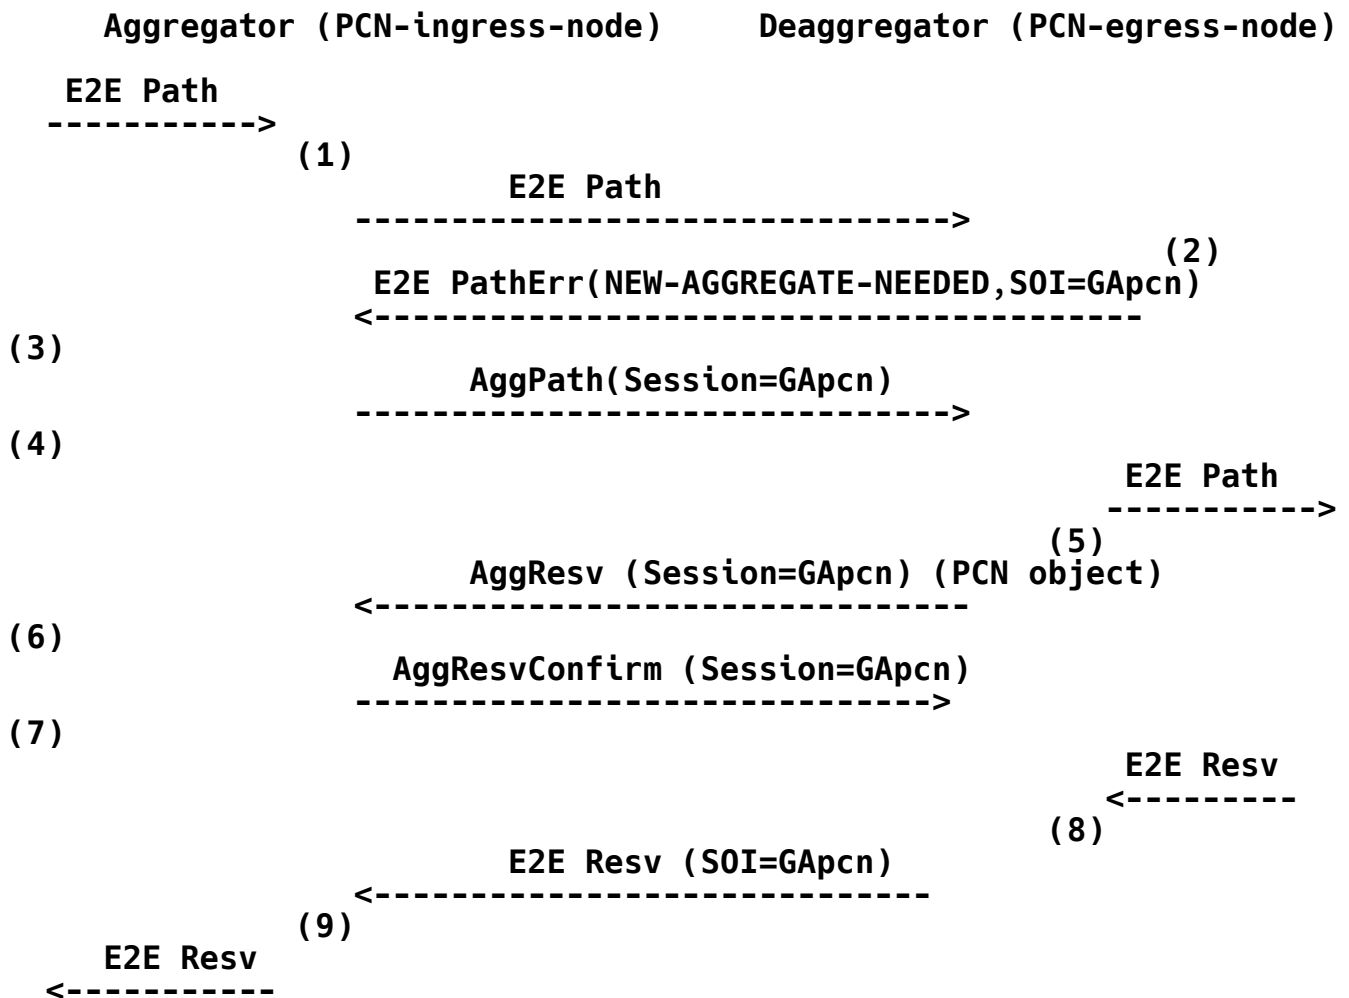 Aggregator (PCN-ingress-node)     Deaggregator (PCN-egress-node)
E2E Path
----------->
(1)
E2E Path
------------------------------->
(2)
E2E PathErr(NEW-AGGREGATE-NEEDED,SOI=GApcn)
<----------------------------------------
(3)
AggPath(Session=GApcn)
------------------------------->
(4)
E2E Path
----------->
(5)
AggResv (Session=GApcn) (PCN object)
<-------------------------------
(6)
AggResvConfirm (Session=GApcn)
------------------------------>
(7)
E2E Resv
<---------
(8)
E2E Resv (SOI=GApcn)
<-----------------------------
(9)
E2E Resv
<-----------